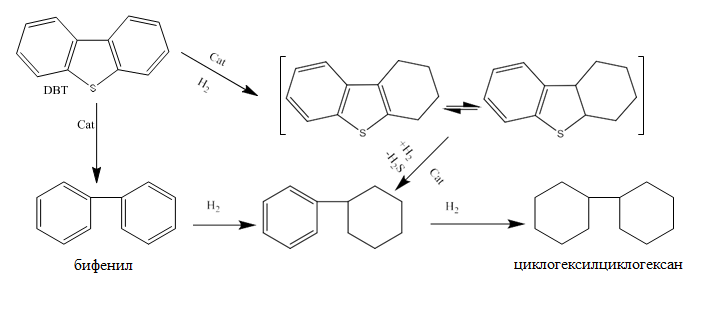 Cat
H2
DBT
S
S
S
Cat
+H2
-H2S
Cat
H2
H2
бифенил
циклогексилциклогексан